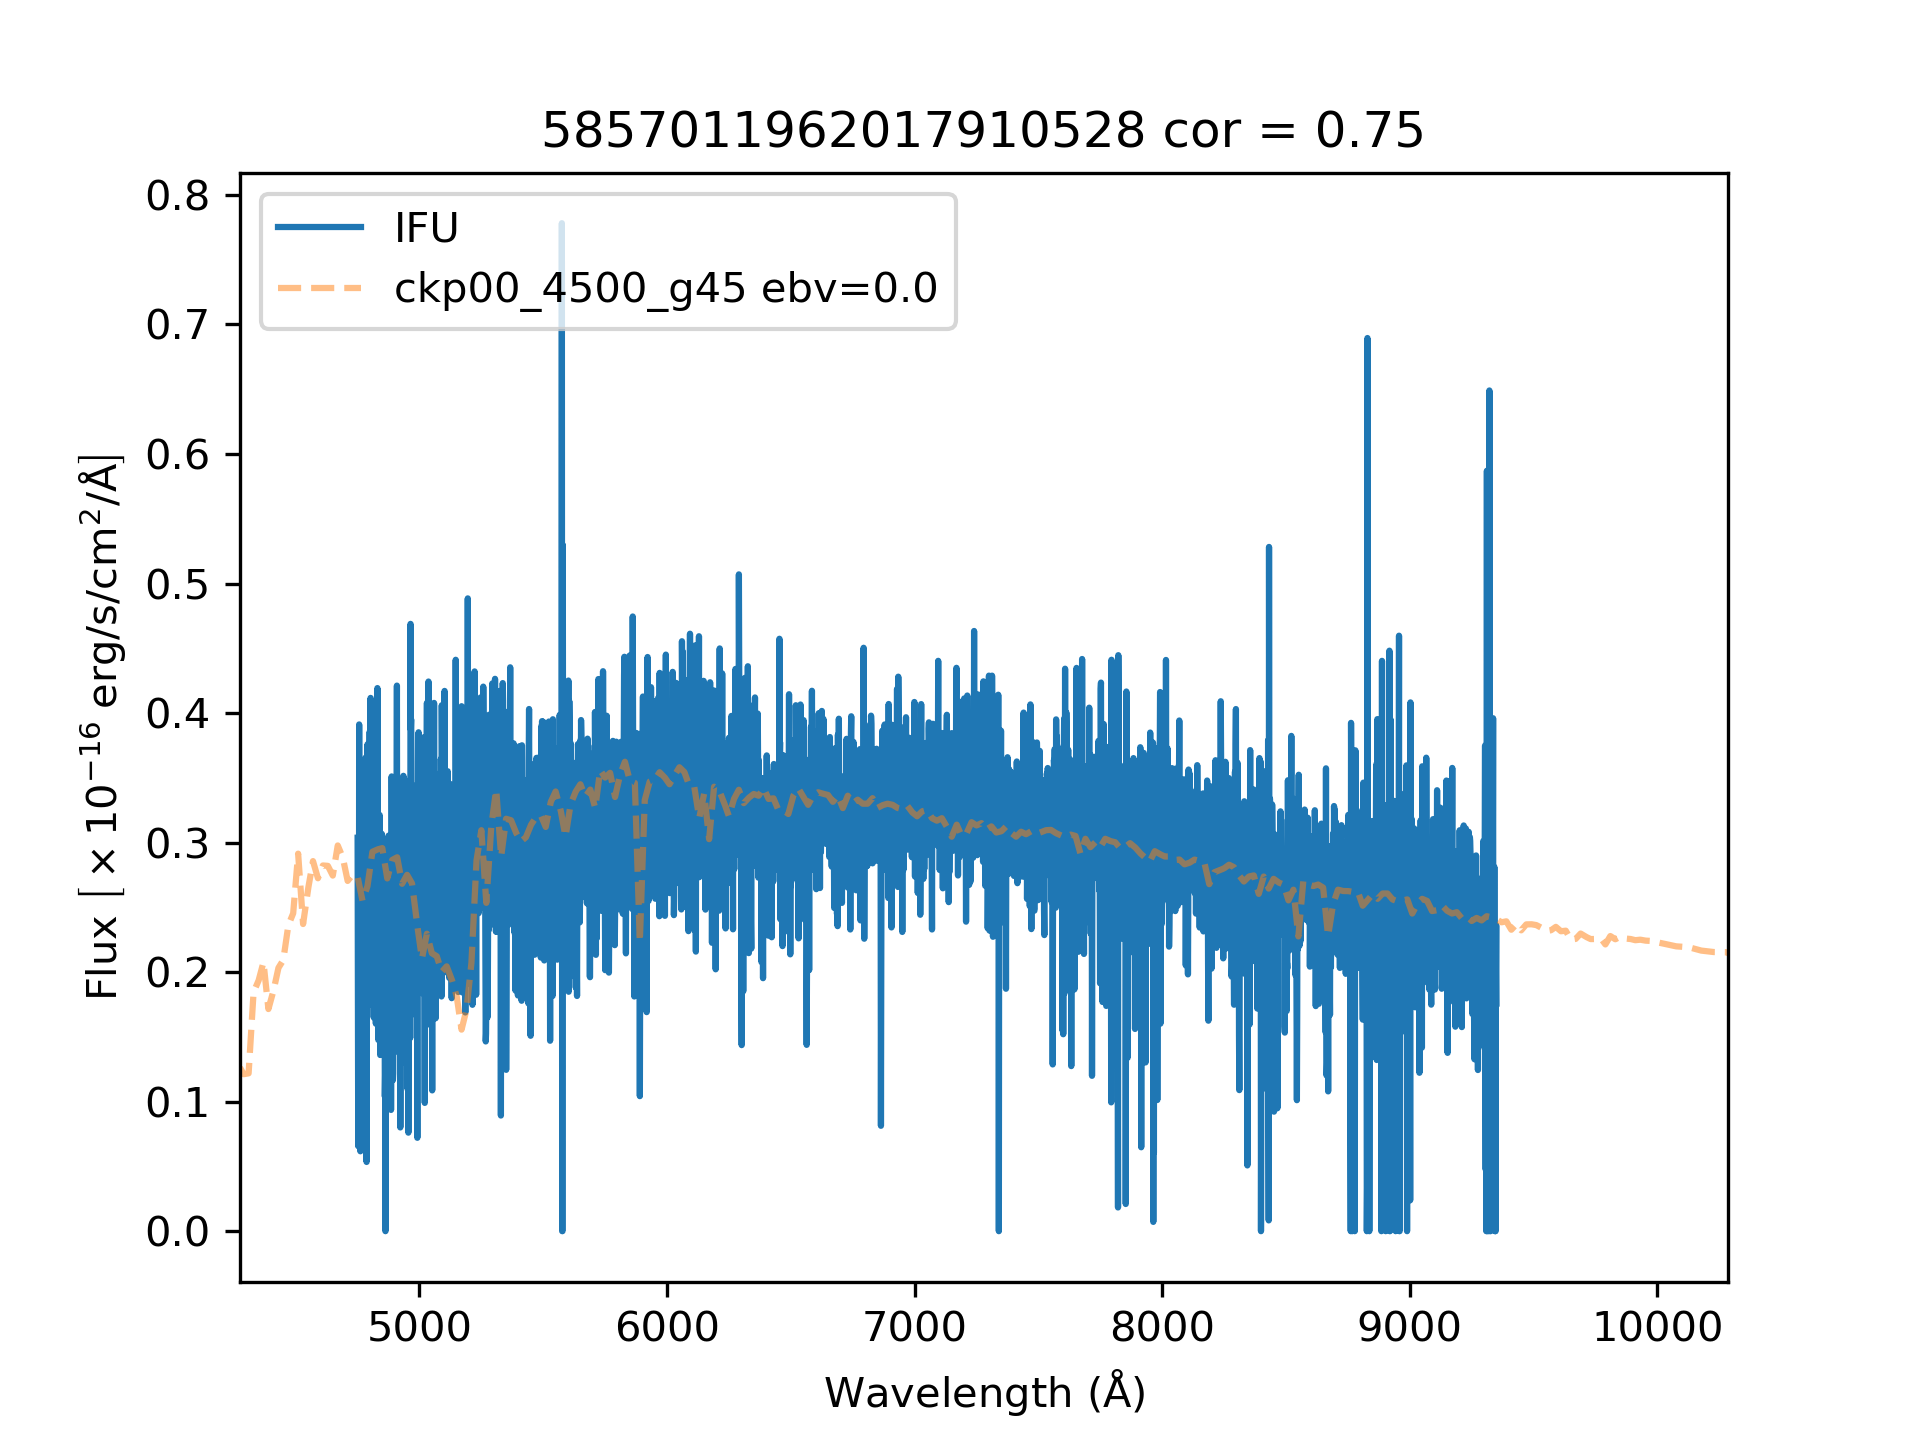 5857011962017910528 cor = 0.75
IFU
ckp00_4500_g45 ebv=0.0
0.8
0.7
0.6
0.5
0.4
0.3
0.2
0.1
0.0
Flux [ × 10⁻¹⁶ erg/s/cm²/Å]
5000 6000 7000 8000 9000 10000
Wavelength (Å)